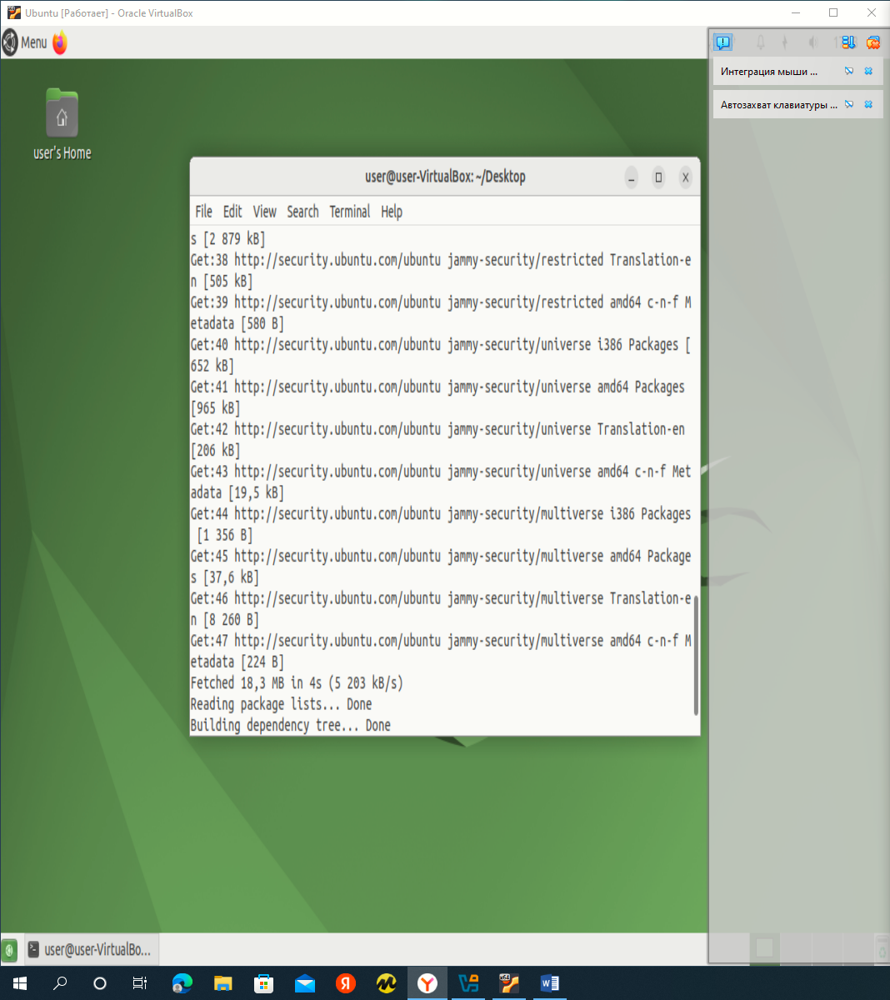 Ubuntu [Работает] - Oracle VirtualBox
Menu
Интеграция мыши ...
Автозахват клавиатуры ...
user's Home
user@user-VirtualBox: ~/Desktop
File Edit View Search Terminal Help
s [2 879 kB]
Get:38 http://security.ubuntu.com/ubuntu jammy-security/restricted Translation-e
n [505 kB]
Get:39 http://security.ubuntu.com/ubuntu jammy-security/restricted amd64 c-n-f M
etadata [580 B]
Get:40 http://security.ubuntu.com/ubuntu jammy-security/universe i386 Packages [
652 kB]
Get:41 http://security.ubuntu.com/ubuntu jammy-security/universe amd64 Packages
[965 kB]
Get:42 http://security.ubuntu.com/ubuntu jammy-security/universe Translation-en
[206 kB]
Get:43 http://security.ubuntu.com/ubuntu jammy-security/universe amd64 c-n-f Met
adata [19,5 kB]
Get:44 http://security.ubuntu.com/ubuntu jammy-security/multiverse i386 Packages
[1 356 B]
Get:45 http://security.ubuntu.com/ubuntu jammy-security/multiverse amd64 Package
s [37,6 kB]
Get:46 http://security.ubuntu.com/ubuntu jammy-security/multiverse Translation-e
n [8 260 B]
Get:47 http://security.ubuntu.com/ubuntu jammy-security/multiverse amd64 c-n-f M
etadata [224 B]
Fetched 18,3 MB in 4s (5 203 kB/s)
Reading package lists... Done
Building dependency tree... Done
user@user-VirtualBo...